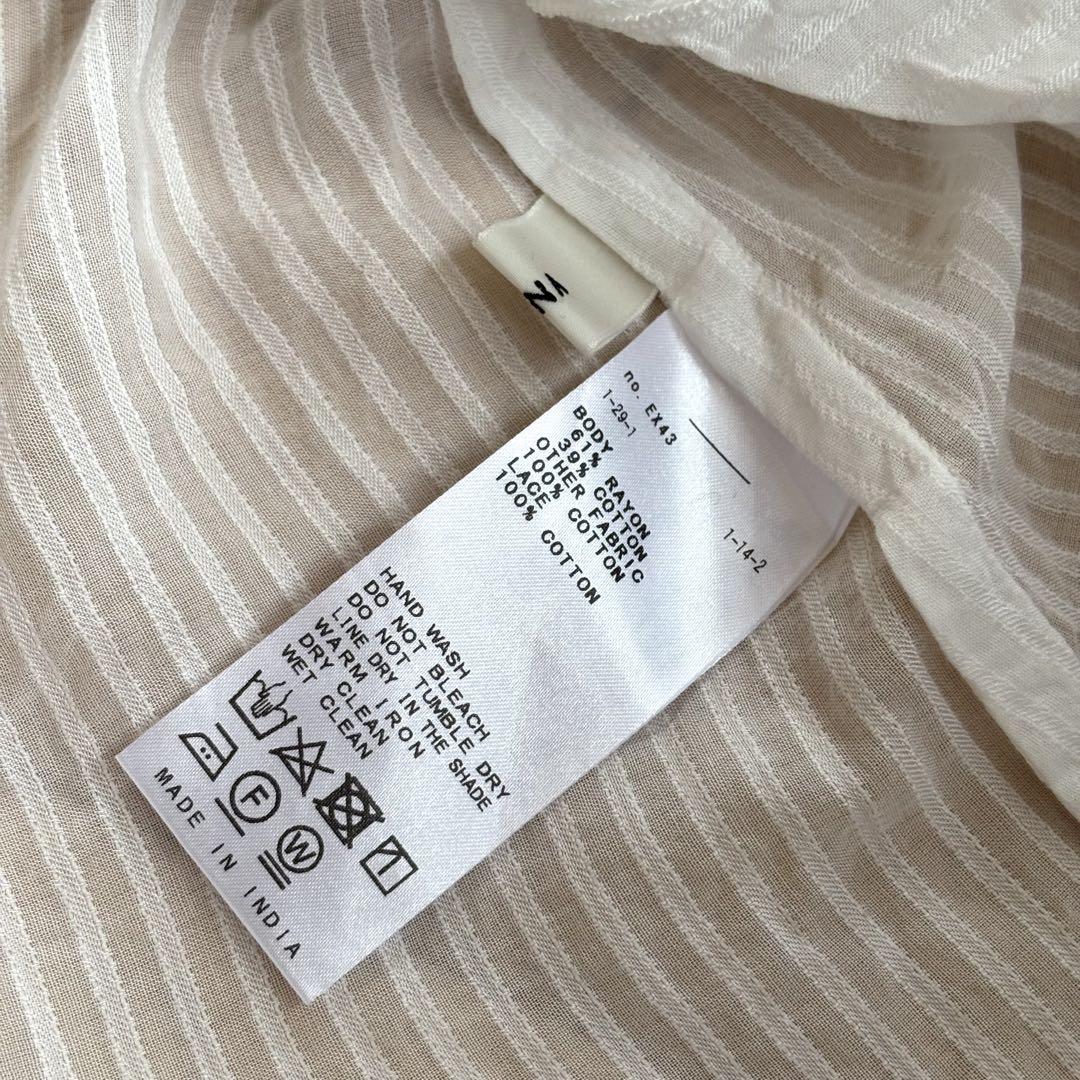 no. EX43
1-29-1
1-14-2
BODY
61% RAYON
39% COTTON
OTHER FABRIC
100% COTTON
LACE
100% COTTON
HAND WASH
DO NOT BLEACH
DO NOT TUMBLE DRY
LINE DRY IN THE SHADE
WARM IRON
DRY CLEAN
WET CLEAN
F
W
MADE IN INDIA